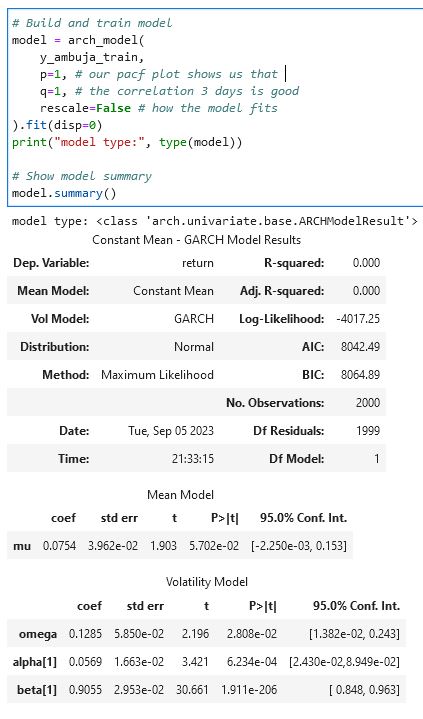 # Build and train model
model = arch_model(
    y_ambuja_train,
    p=1, # our pacf plot shows us that
    q=1, # the correlation 3 days is good
    rescale=False # how the model fits
).fit(disp=0)
print("model type:", type(model))
# Show model summary
model.summary()
model type: <class 'arch.univariate.base.ARCHModelResult'>
Constant Mean - GARCH Model Results
Dep. Variable: return R-squared: 0.000
Mean Model: Constant Mean Adj. R-squared: 0.000
Vol Model: GARCH Log-Likelihood: -4017.25
Distribution: Normal AIC: 8042.49
Method: Maximum Likelihood BIC: 8064.89
No. Observations: 2000
Date: Tue, Sep 05 2023 Df Residuals: 1999
Time: 21:33:15 Df Model: 1
Mean Model
coef std err t P>|t| 95.0% Conf. Int.
mu 0.0754 3.962e-02 1.903 5.702e-02 [-2.250e-03, 0.153]
Volatility Model
coef std err t P>|t| 95.0% Conf. Int.
omega 0.1285 5.850e-02 2.196 2.808e-02 [1.382e-02, 0.243]
alpha[1] 0.0569 1.663e-02 3.421 6.234e-04 [2.430e-02,8.949e-02]
beta[1] 0.9055 2.953e-02 30.661 1.911e-206 [ 0.848, 0.963]